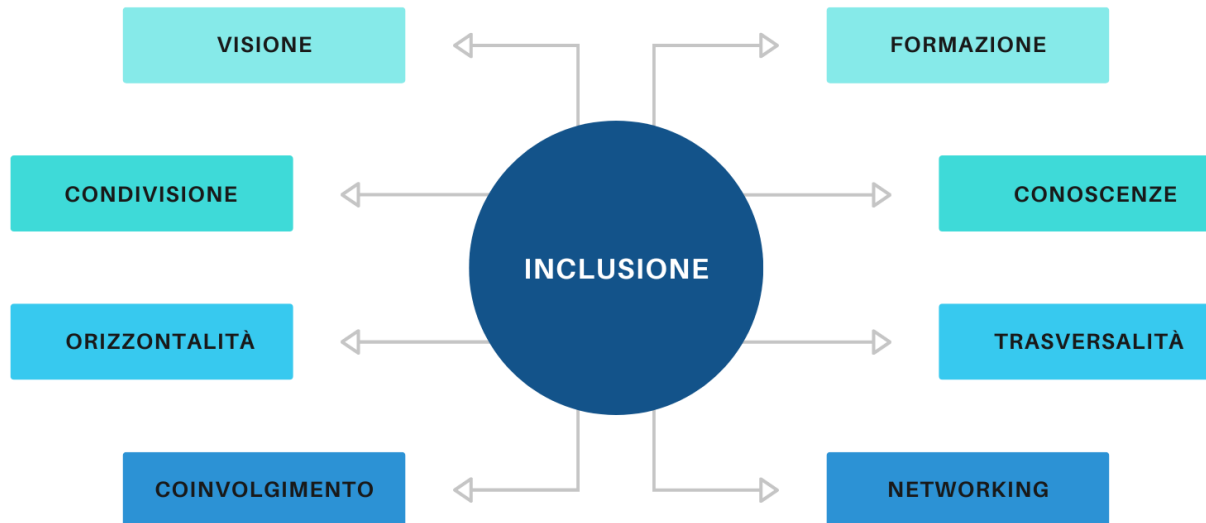 VISIONE
FORMAZIONE
CONDIVISIONE
CONOSCENZE
INCLUSIONE
ORIZZONTALITÀ
TRASVERSALITÀ
COINVOLGIMENTO
NETWORKING